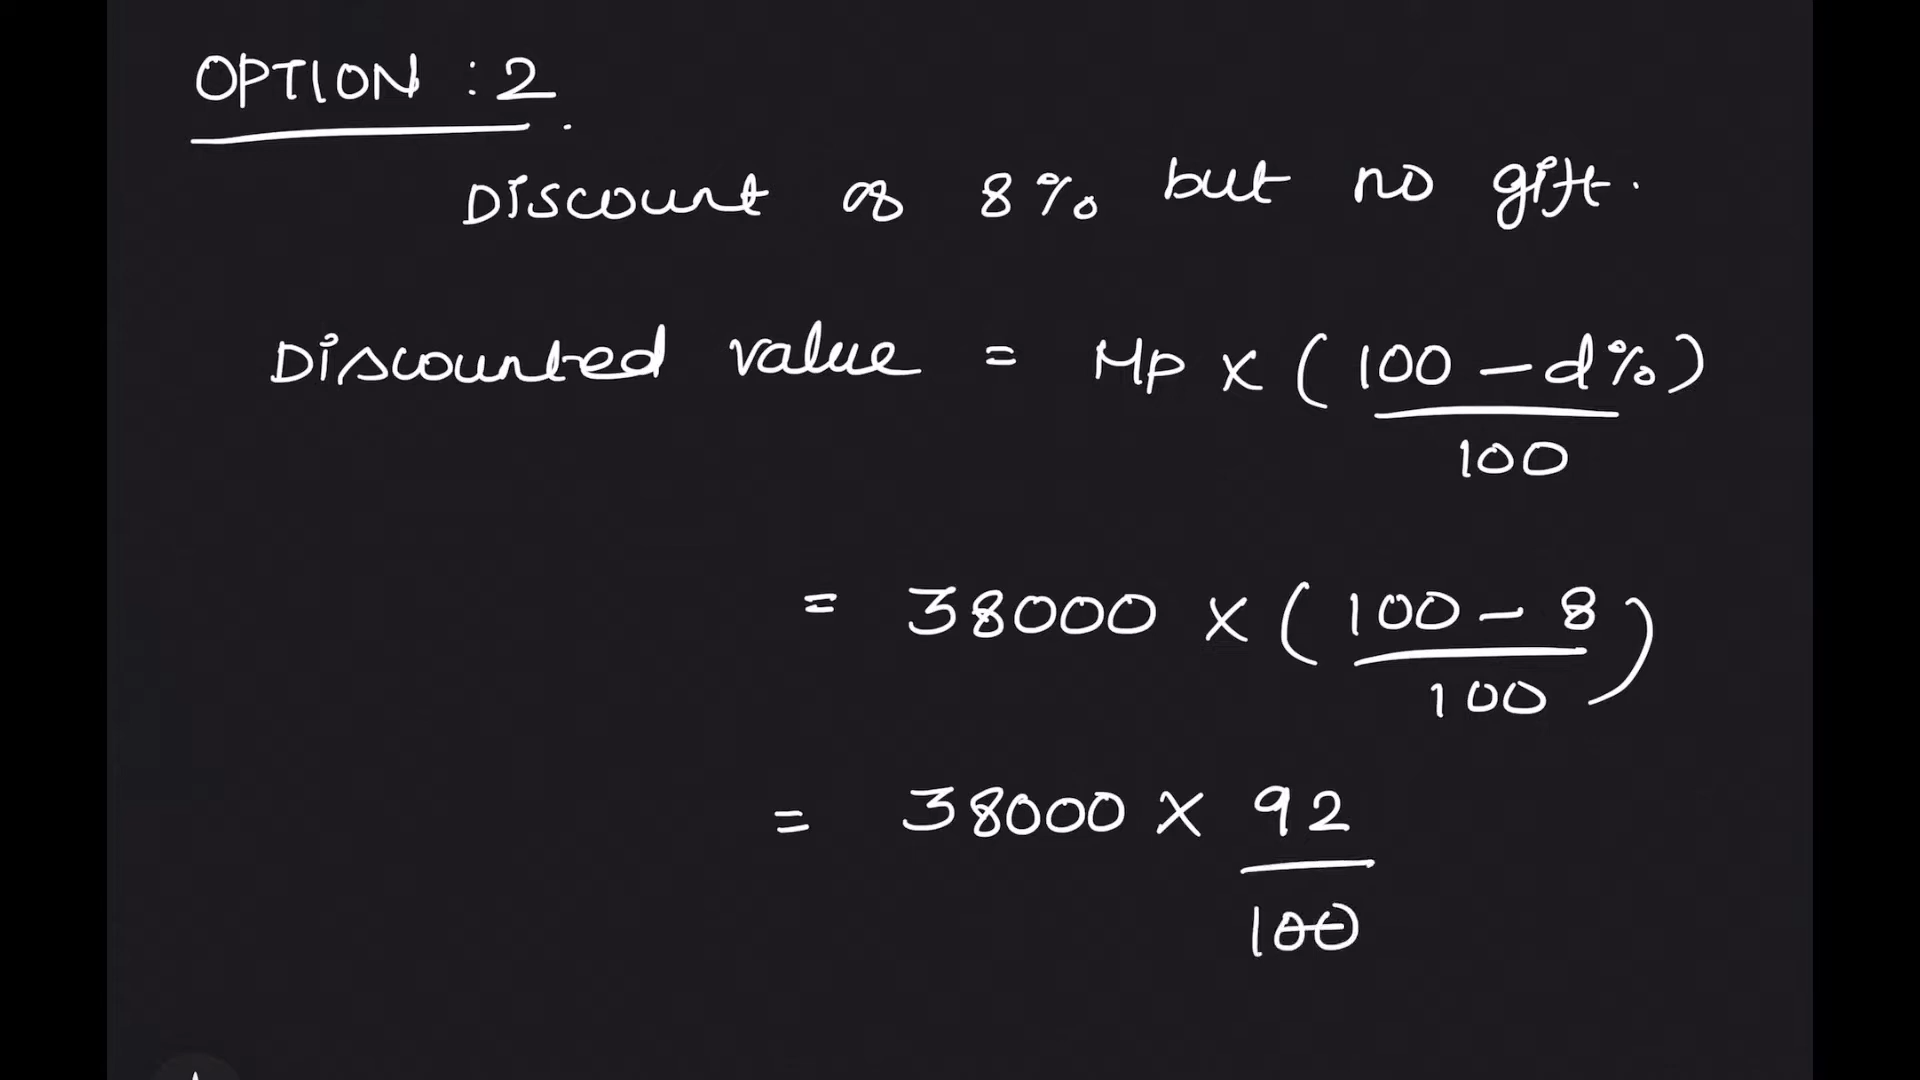 OPTION : 2.
Discount of 8% but no gift.
Discounted value = MP × (100 - d%)
100
= 38000 × (100 - 8)
100
= 38000 × 92
100